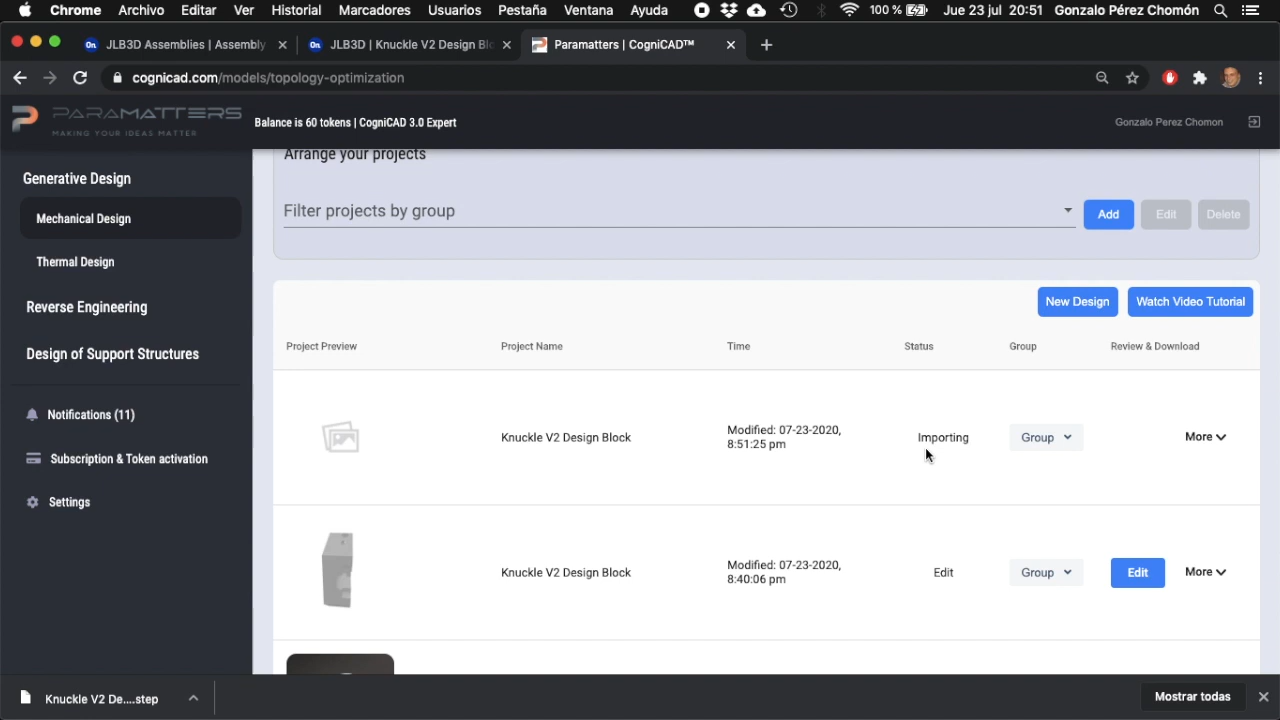 Chrome Archivo Editar Ver Historial Marcadores Usuarios Pestaña Ventana Ayuda 100 % Jue 23 jul 20:51 Gonzalo Pérez Chomón
JLB3D Assemblies | Assembly JLB3D | Knuckle V2 Design Blo Paramatters | CogniCAD™
cognicad.com/models/topology-optimization
PARAMATTERS
MAKING YOUR IDEAS MATTER
Balance is 60 tokens | CogniCAD 3.0 Expert
Gonzalo Perez Chomon
Generative Design
Mechanical Design
Thermal Design
Reverse Engineering
Design of Support Structures
Notifications (11)
Subscription & Token activation
Settings
Arrange your projects
Filter projects by group
Add Edit Delete
New Design Watch Video Tutorial
Project Preview Project Name Time Status Group Review & Download
Knuckle V2 Design Block Modified: 07-23-2020, 8:51:25 pm Importing Group More
Knuckle V2 Design Block Modified: 07-23-2020, 8:40:06 pm Edit Group Edit More
Knuckle V2 De....step
Mostrar todas